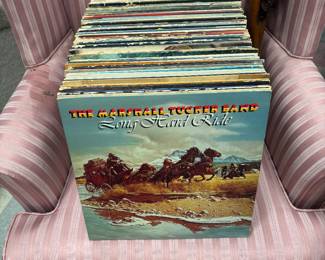 THE MARSHALL TUCKER BAND
Long Hard Ride